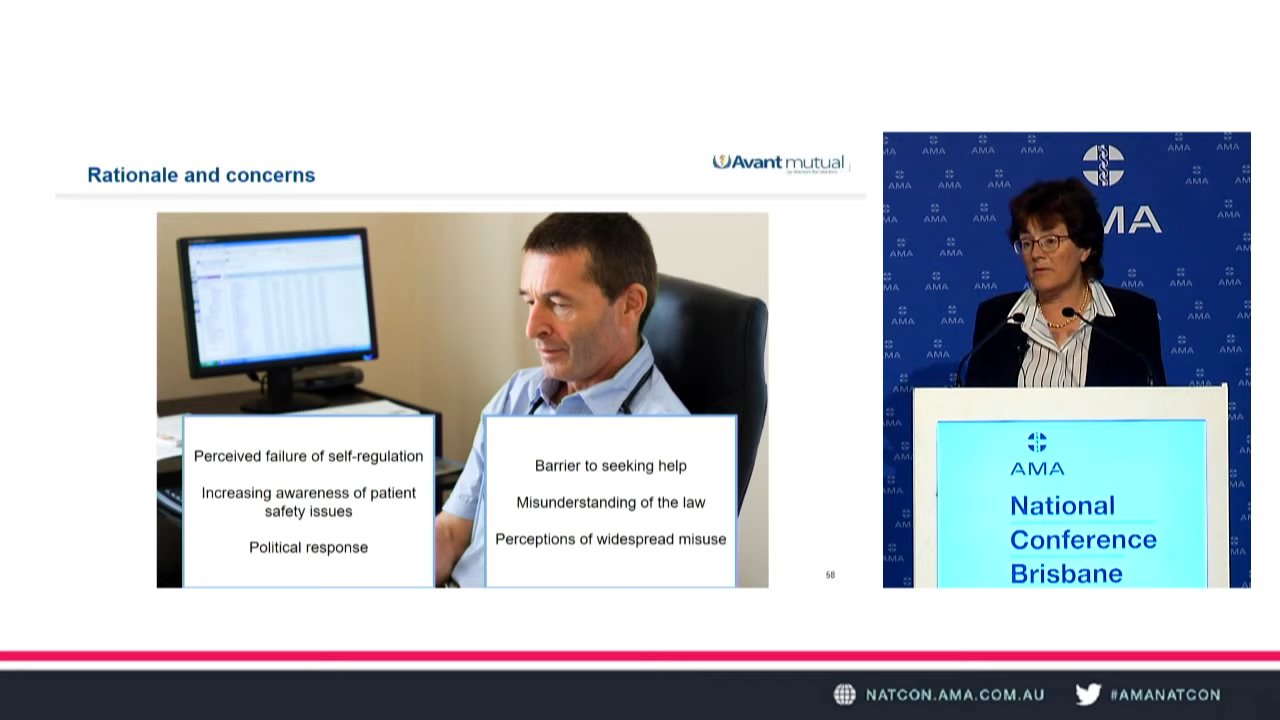 Rationale and concerns
Avant mutual
Perceived failure of self-regulation
Increasing awareness of patient
safety issues
Political response
Barrier to seeking help
Misunderstanding of the law
Perceptions of widespread misuse
58
AMA
AMA
National
Conference
Brisbane
NATCON.AMA.COM.AU
#AMANATCON